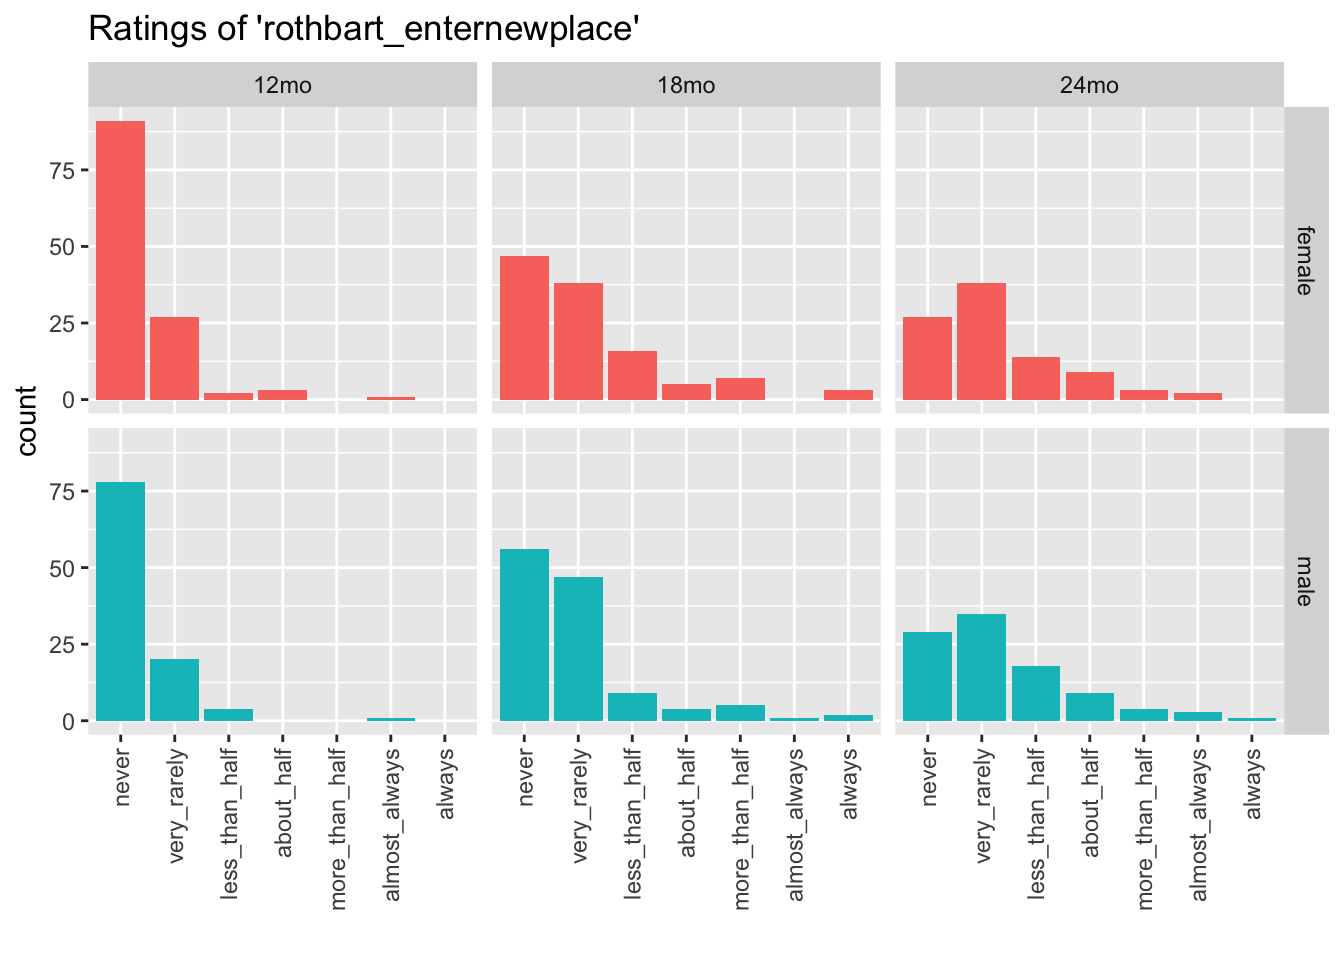 Ratings of 'rothbart_enternewplace'
12mo 18mo 24mo
count
75
50
25
0
female
75
50
25
0
male
never very_rarely less_than_half about_half more_than_half almost_always always
never very_rarely less_than_half about_half more_than_half almost_always always
never very_rarely less_than_half about_half more_than_half almost_always always